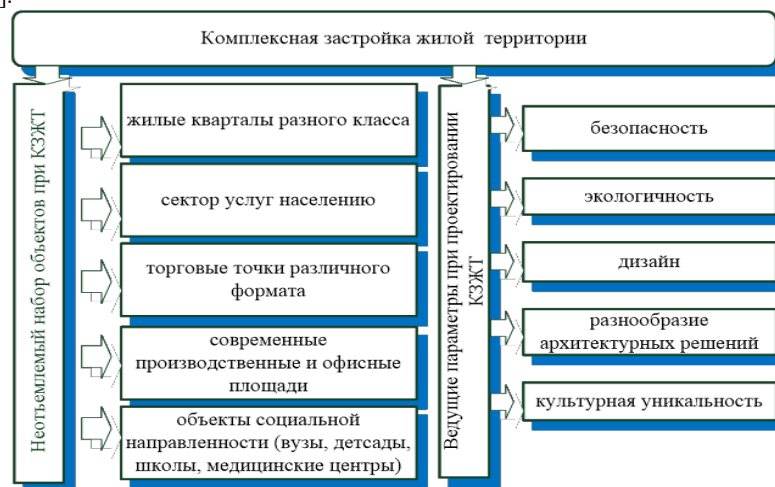 ].
Комплексная застройка жилой территории
Неотъемлемый набор объектов при КЗЖТ
жилые кварталы разного класса
сектор услуг населению
торговые точки различного
формата
современные
производственные и офисные
площади
объекты социальной
направленности (вузы, детсады,
школы, медицинские центры)
Ведущие параметры при проектировании
КЗЖТ
безопасность
экологичность
дизайн
разнообразие
архитектурных решений
культурная уникальность